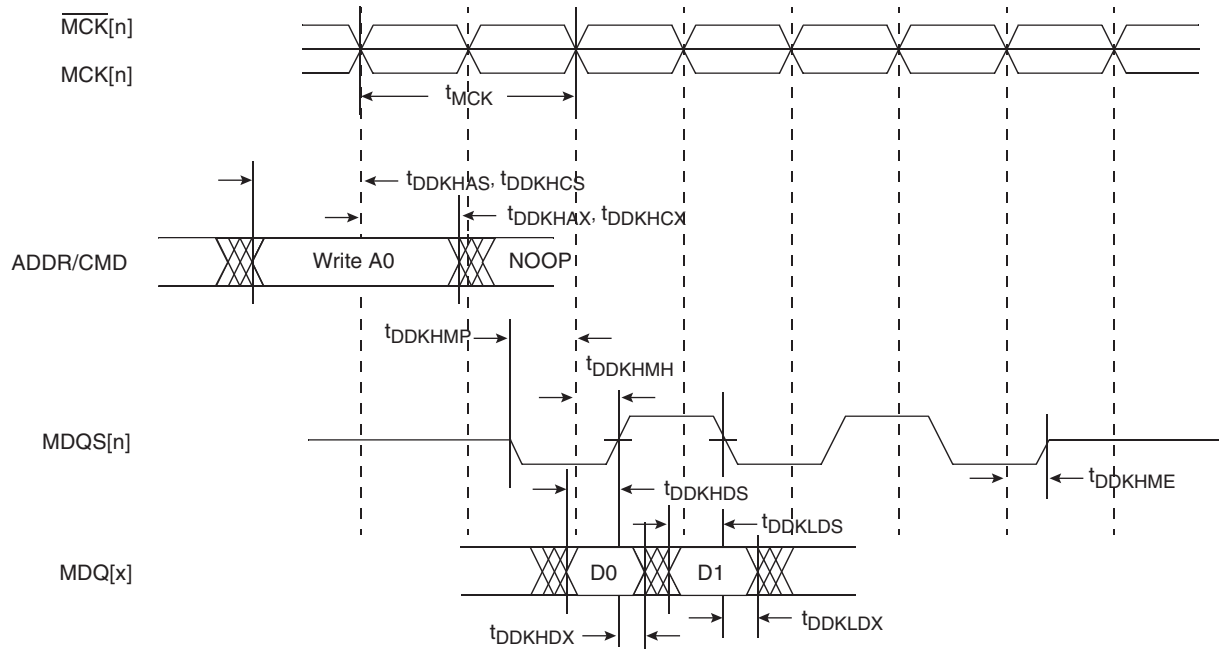 MCK[n]
MCK[n]
tMCK
tDDKHAS, tDDKHCS
tDDKHAX, tDDKHCX
ADDR/CMD
Write A0
NOOP
tDDKHMP
tDDKHMH
MDQS[n]
tDDKHDS
tDDKHME
tDDKLDS
MDQ[x]
D0
D1
tDDKHDX
tDDKLDX